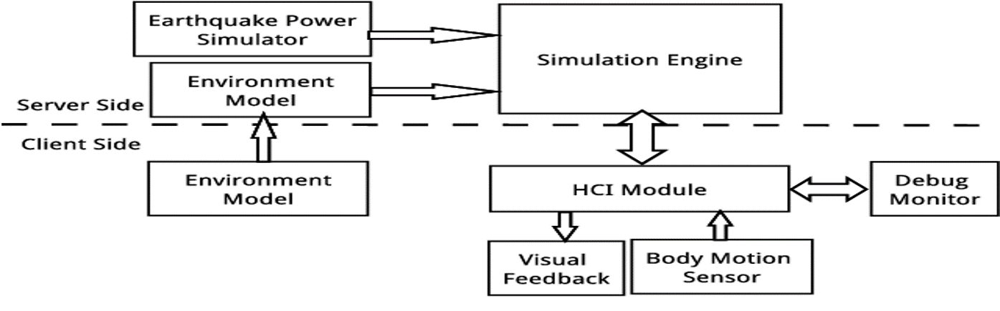 Earthquake Power
Simulator
Simulation Engine
Environment
Model
Server Side
Client Side
Environment
Model
HCI Module
Debug
Monitor
Visual
Feedback
Body Motion
Sensor